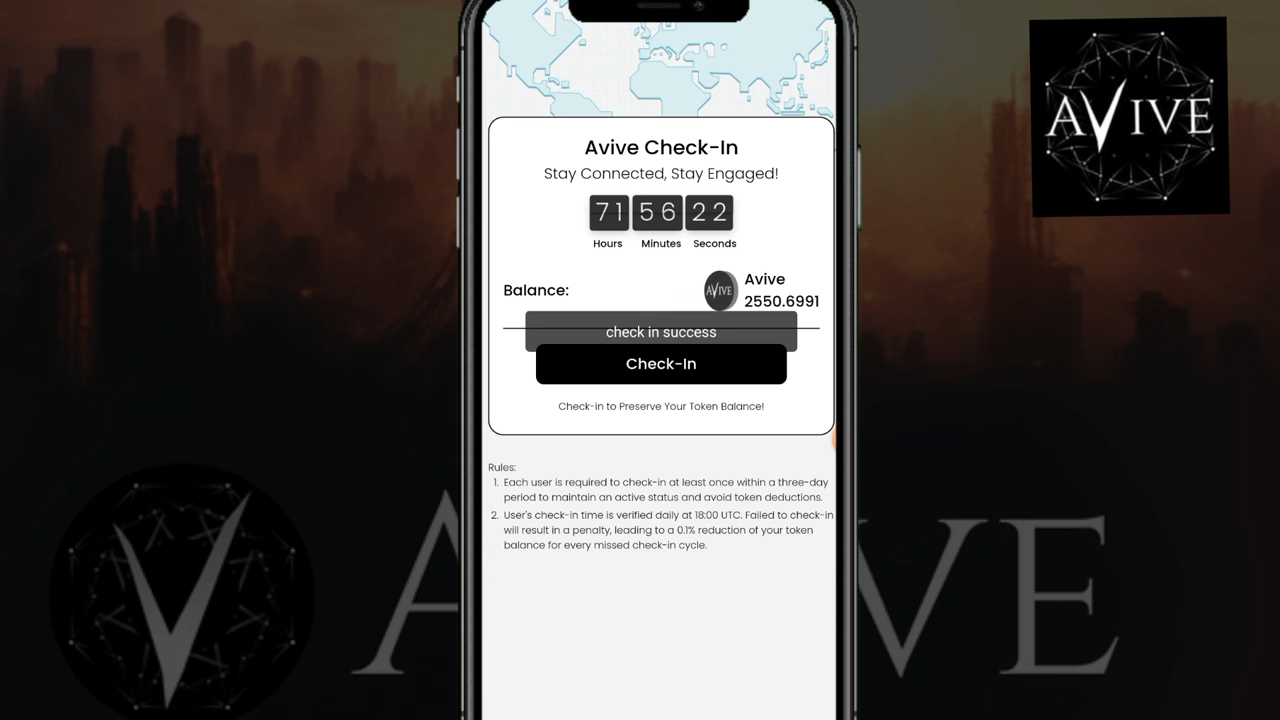 AVIVE
Avive Check-In
Stay Connected, Stay Engaged!
71 56 22
Hours Minutes Seconds
Balance:
AVIVE
Avive
2550.6991
check in success
Check-In
Check-in to Preserve Your Token Balance!
Rules:
1. Each user is required to check-in at least once within a three-day
period to maintain an active status and avoid token deductions.
2. User's check-in time is verified daily at 18:00 UTC. Failed to check-in
will result in a penalty, leading to a 0.1% reduction of your token
balance for every missed check-in cycle.
V
A VE